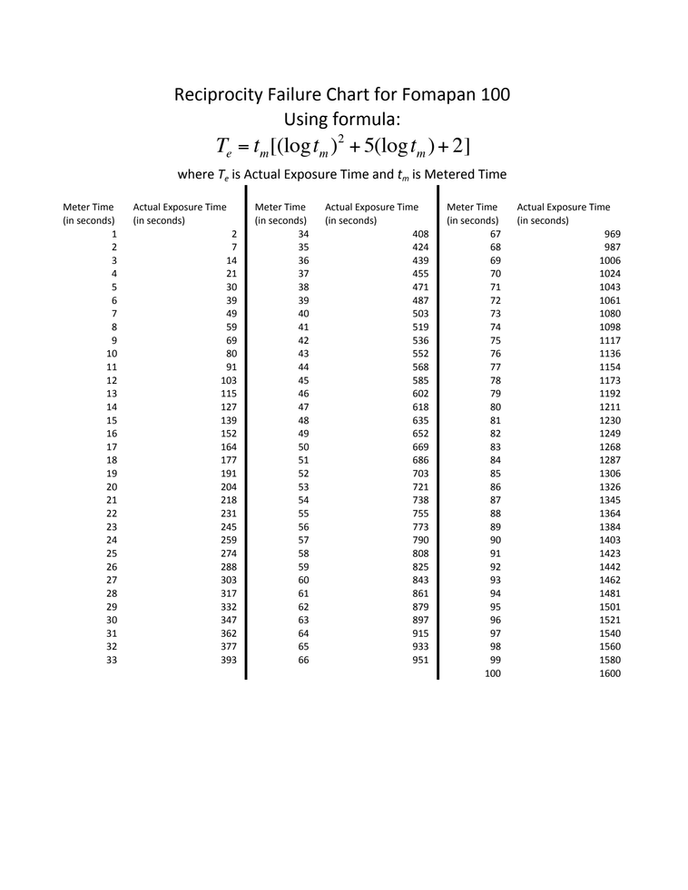 Reciprocity Failure Chart for Fomapan 100
Using formula:
Te = tm[(log tm)² + 5(log tm) + 2]
where Te is Actual Exposure Time and tm is Metered Time
Meter Time Actual Exposure Time Meter Time Actual Exposure Time Meter Time Actual Exposure Time
(in seconds) (in seconds) (in seconds) (in seconds) (in seconds) (in seconds)
1 2 34 408 67 969
2 7 35 424 68 987
3 14 36 439 69 1006
4 21 37 455 70 1024
5 30 38 471 71 1043
6 39 39 487 72 1061
7 49 40 503 73 1080
8 59 41 519 74 1098
9 69 42 536 75 1117
10 80 43 552 76 1136
11 91 44 568 77 1154
12 103 45 585 78 1173
13 115 46 602 79 1192
14 127 47 618 80 1211
15 139 48 635 81 1230
16 152 49 652 82 1249
17 164 50 669 83 1268
18 177 51 686 84 1287
19 191 52 703 85 1306
20 204 53 721 86 1326
21 218 54 738 87 1345
22 231 55 755 88 1364
23 245 56 773 89 1384
24 259 57 790 90 1403
25 274 58 808 91 1423
26 288 59 825 92 1442
27 303 60 843 93 1462
28 317 61 861 94 1481
29 332 62 879 95 1501
30 347 63 897 96 1521
31 362 64 915 97 1540
32 377 65 933 98 1560
33 393 66 951 99 1580
100 1600